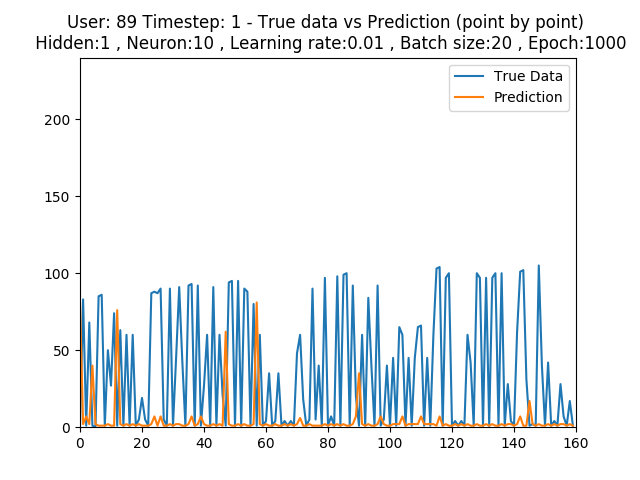 User: 89 Timestep: 1 - True data vs Prediction (point by point)
Hidden:1 , Neuron:10 , Learning rate:0.01 , Batch size:20 , Epoch:1000
True Data
Prediction
200
150
100
50
0
0 20 40 60 80 100 120 140 160